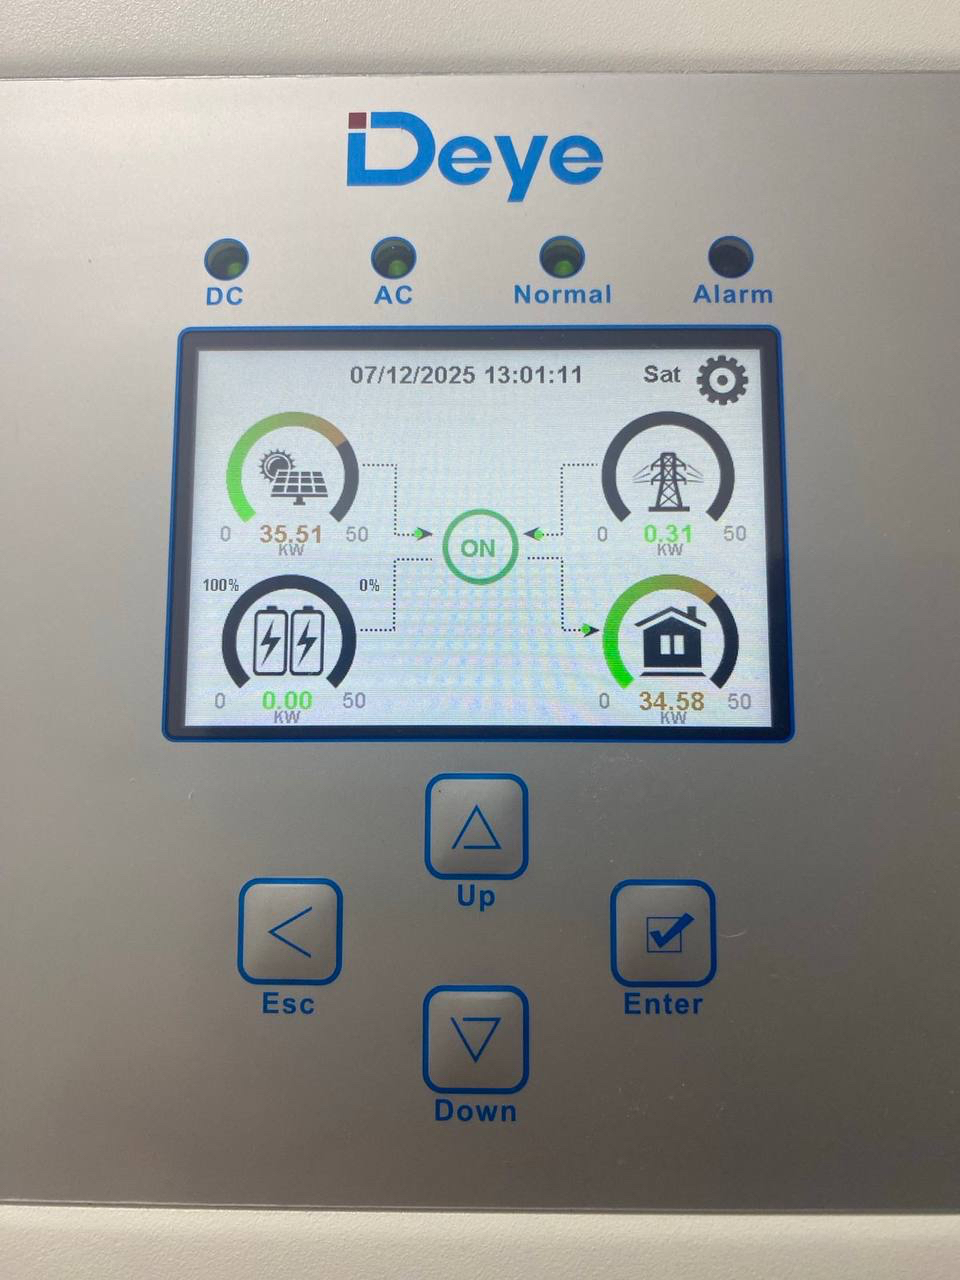 Deye
DC AC Normal Alarm
07/12/2025 13:01:11 Sat
0 35.51 50
KW
0 0.31 50
KW
ON
100% 0%
0 0.00 50
KW
0 34.58 50
KW
Up
Esc
Enter
Down